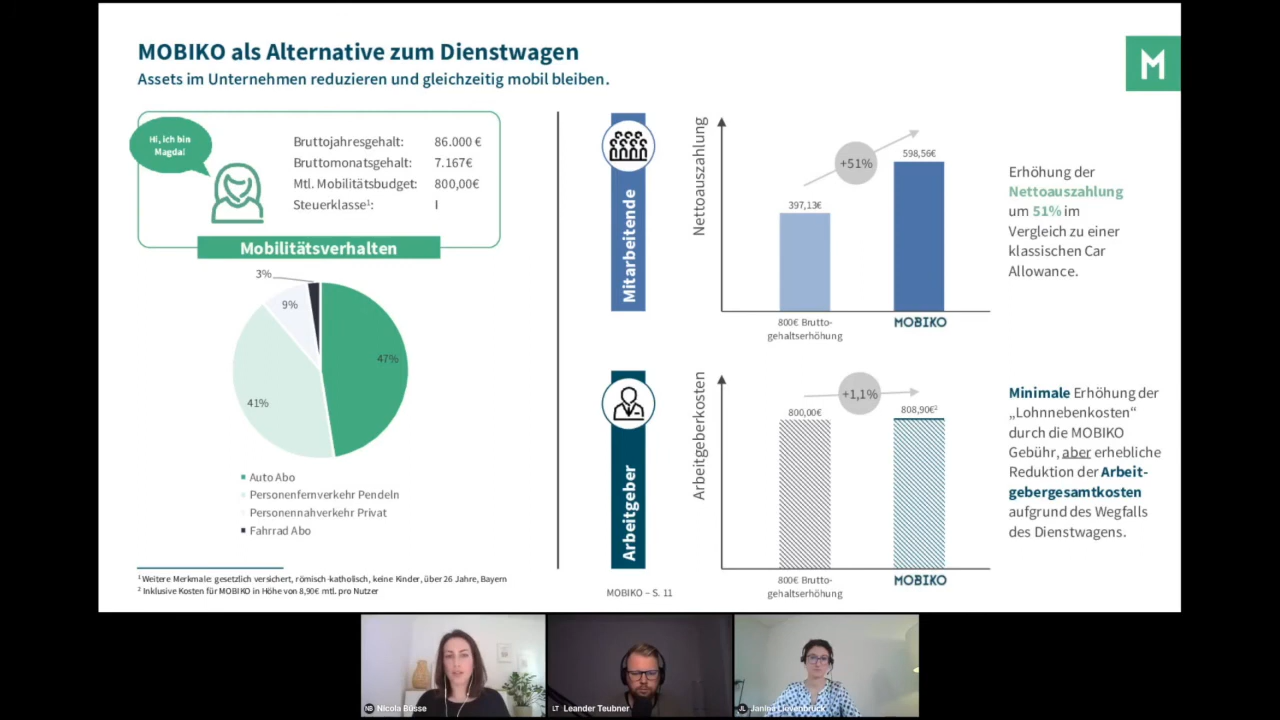 MOBIKO als Alternative zum Dienstwagen
Assets im Unternehmen reduzieren und gleichzeitig mobil bleiben.
M
Hi, ich bin
Magda!
Bruttojahresgehalt: 86.000 €
Bruttomonatsgehalt: 7.167€
Mtl. Mobilitätsbudget: 800,00€
Steuerklasse¹: I
Mobilitätsverhalten
3%
9%
47%
41%
Auto Abo
Personenfernverkehr Pendeln
Personennahverkehr Privat
Fahrrad Abo
¹ Weitere Merkmale: gesetzlich versichert, römisch-katholisch, keine Kinder, über 26 Jahre, Bayern
² Inklusive Kosten für MOBIKO in Höhe von 8,90€ mtl. pro Nutzer
Mitarbeitende
Nettoauszahlung
+51%
397,13€
598,56€
800€ Brutto-
gehaltserhöhung
MOBIKO
Erhöhung der
Nettoauszahlung
um 51% im
Vergleich zu einer
klassischen Car
Allowance.
Arbeitgeber
Arbeitgeberkosten
+1,1%
800,00€
808,90€²
800€ Brutto-
gehaltserhöhung
MOBIKO
Minimale Erhöhung der
„Lohnnebenkosten“
durch die MOBIKO
Gebühr, aber erhebliche
Reduktion der Arbeit-
gebergesamtkosten
aufgrund des Wegfalls
des Dienstwagens.
MOBIKO – S. 11
NB Nicola Büsse
LT Leander Teubner
JL